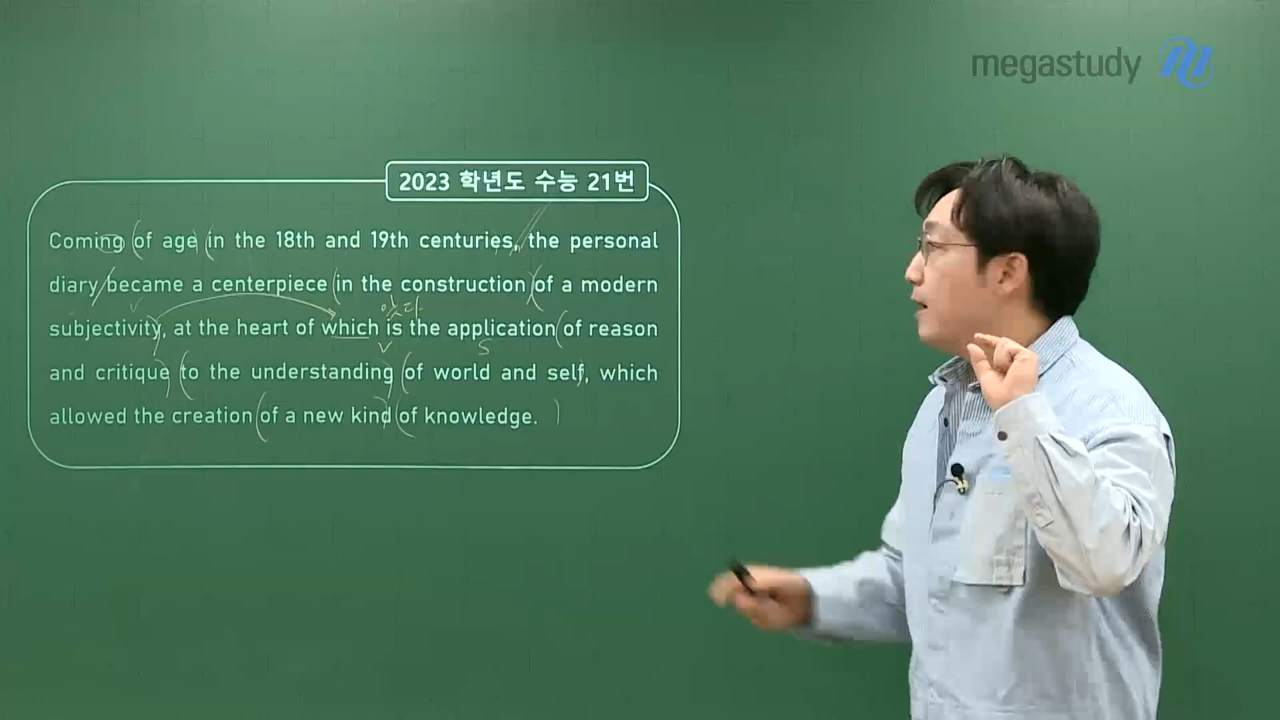 megastudy
2023 학년도 수능 21번
Coming of age in the 18th and 19th centuries, the personal
diary became a centerpiece in the construction of a modern
subjectivity, at the heart of which is the application of reason
and critique to the understanding of world and self, which
allowed the creation of a new kind of knowledge.
있다
V
S